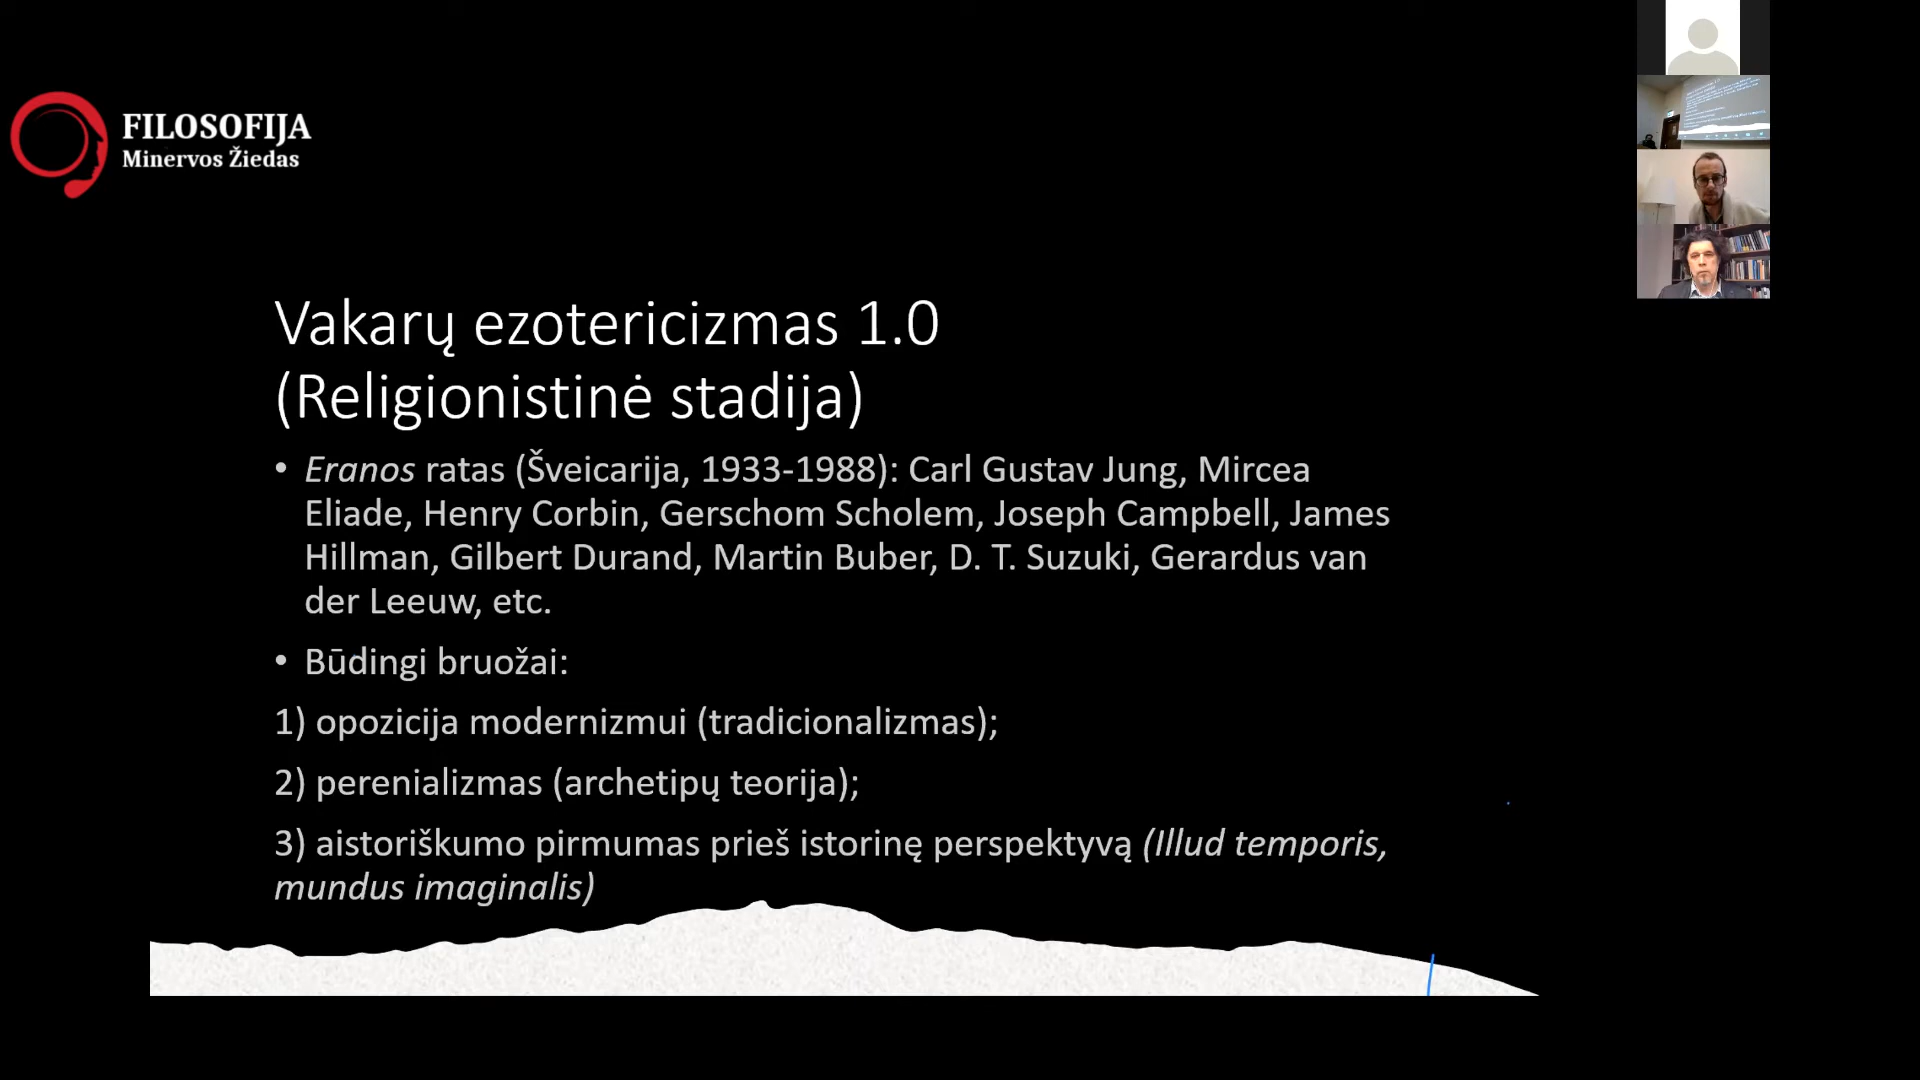 FILOSOFIJA
Minervos Žiedas
Vakarų ezotericizmas 1.0
(Religionistinė stadija)
• Eranos ratas (Šveicarija, 1933-1988): Carl Gustav Jung, Mircea
Eliade, Henry Corbin, Gerschom Scholem, Joseph Campbell, James
Hillman, Gilbert Durand, Martin Buber, D. T. Suzuki, Gerardus van
der Leeuw, etc.
• Būdingi bruožai:
1) opozicija modernizmui (tradicionalizmas);
2) perenializmas (archetipų teorija);
3) aistoriškumo pirmumas prieš istorinę perspektyvą (Illud temporis,
mundus imaginalis)